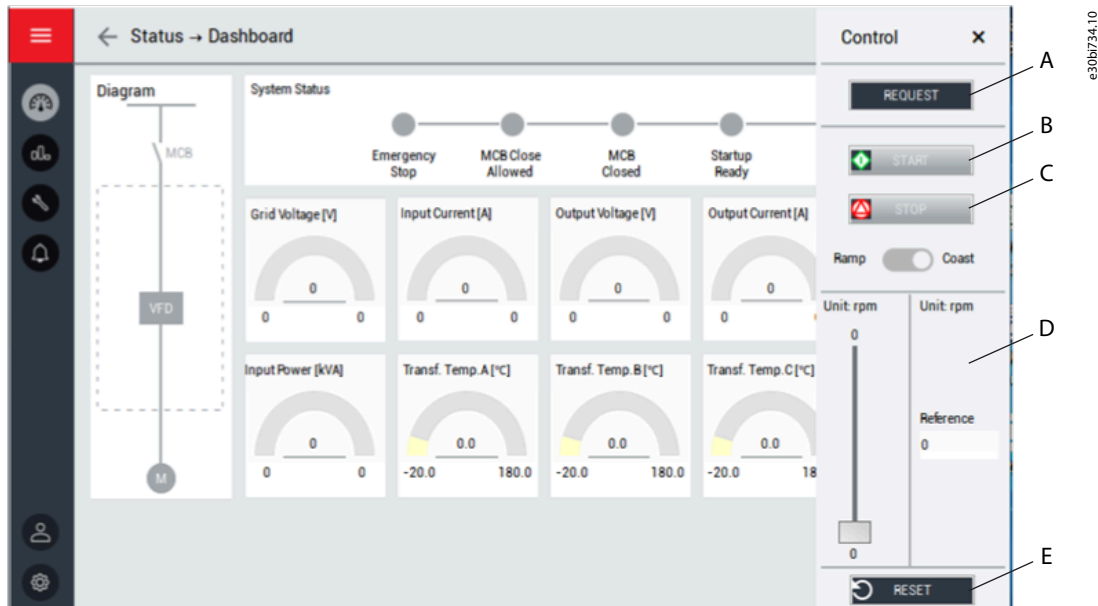 Status → Dashboard
Control
×
e30bi734.10
A
REQUEST
B
START
C
STOP
Ramp
Coast
Diagram
MCB
VFD
M
System Status
Emergency
Stop
MCB Close
Allowed
MCB
Closed
Startup
Ready
Grid Voltage [V]
0
0 0
Input Current [A]
0
0 0
Output Voltage [V]
0
0 0
Output Current [A]
0
0
Input Power [kVA]
0
0 0
Transf. Temp.A [°C]
0.0
-20.0 180.0
Transf. Temp.B [°C]
0.0
-20.0 180.0
Transf. Temp.C [°C]
0.0
-20.0 18
Unit: rpm
0
0
Unit: rpm
D
Reference
0
E
RESET